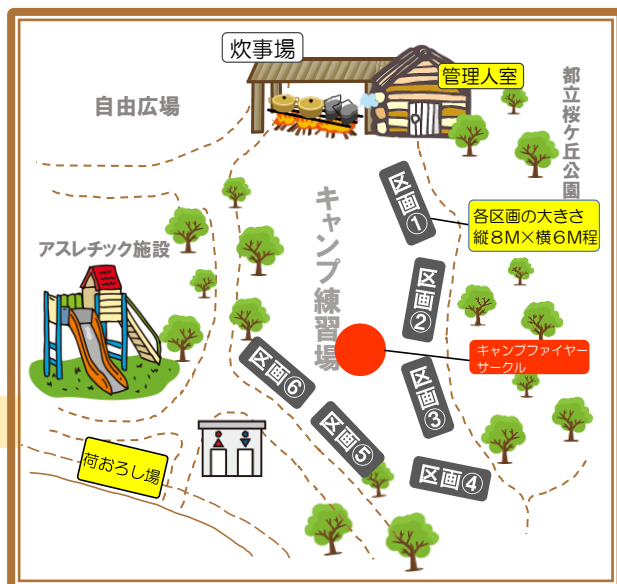 炊事場
管理人室
自由広場
都立桜ケ丘公園
区画①
各区画の大きさ
縦８Ｍ×横６Ｍ程
キャンプ練習場
アスレチック施設
区画②
キャンプファイヤー
サークル
区画⑥
区画③
区画⑤
荷おろし場
区画④